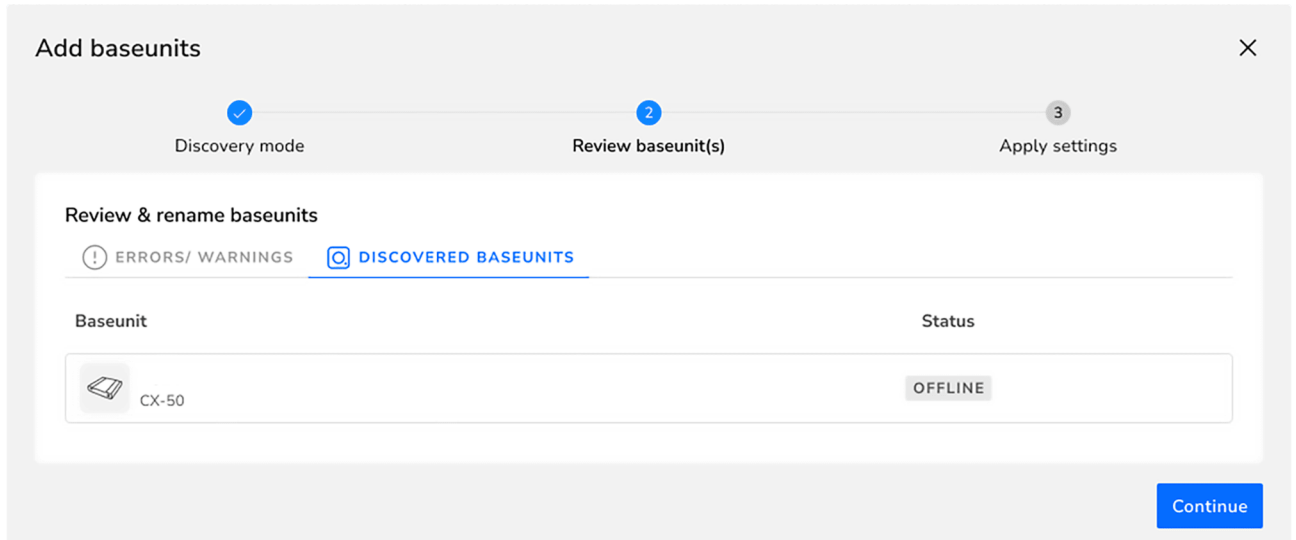 Add baseunits
2
3
Discovery mode
Review baseunit(s)
Apply settings
Review & rename baseunits
ERRORS/ WARNINGS
DISCOVERED BASEUNITS
Baseunit
Status
CX-50
OFFLINE
Continue